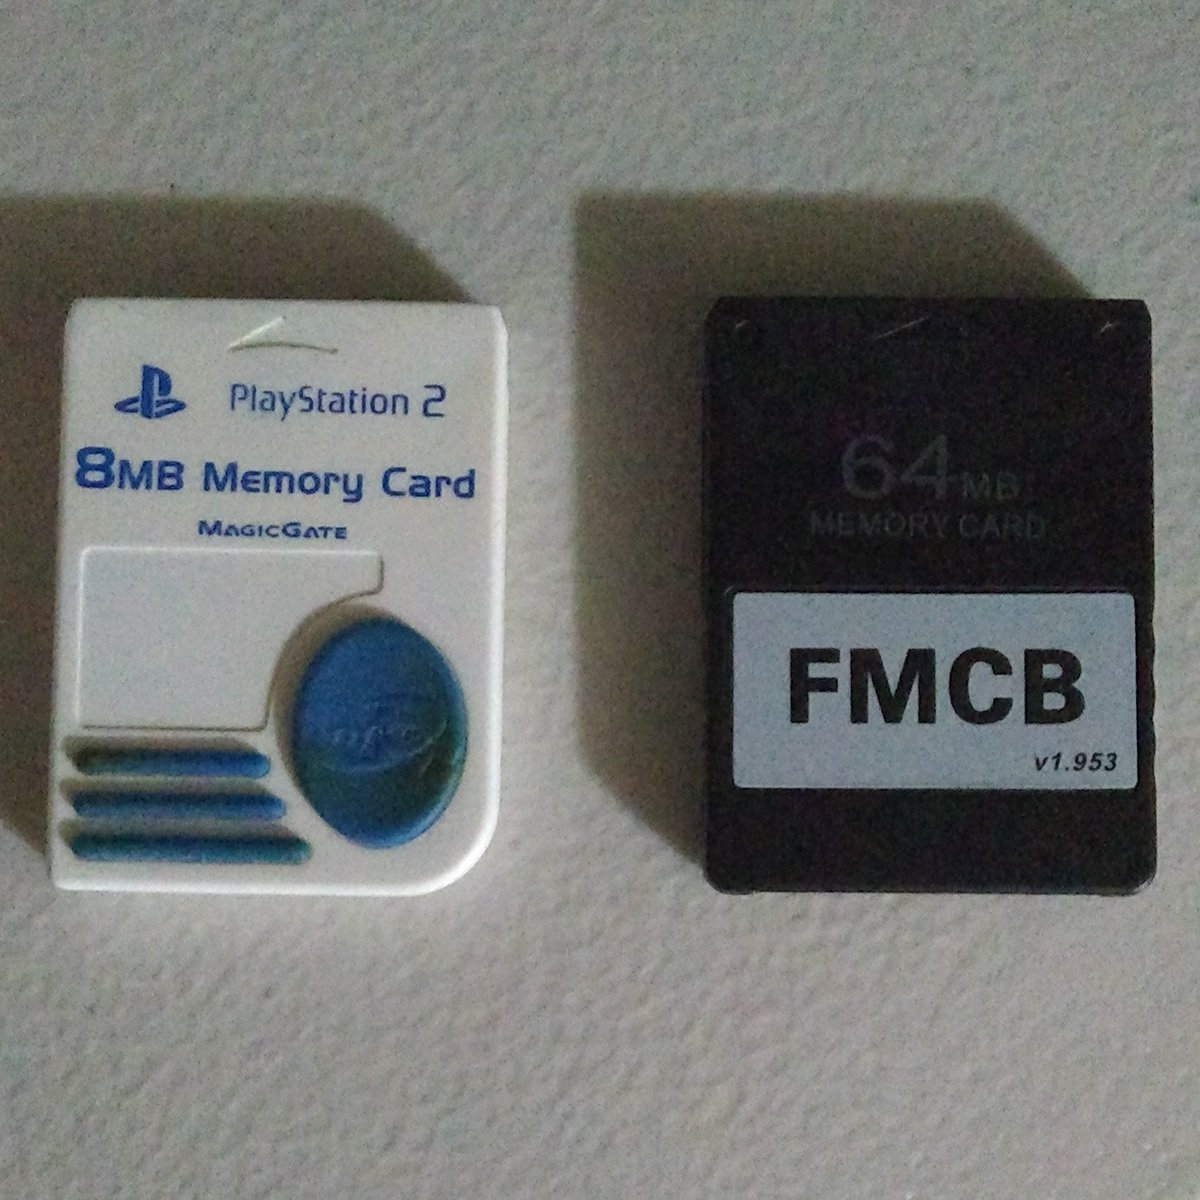 PlayStation 2
8MB Memory Card
MagicGate
64MB
MEMORY CARD
FMCB
v1.953